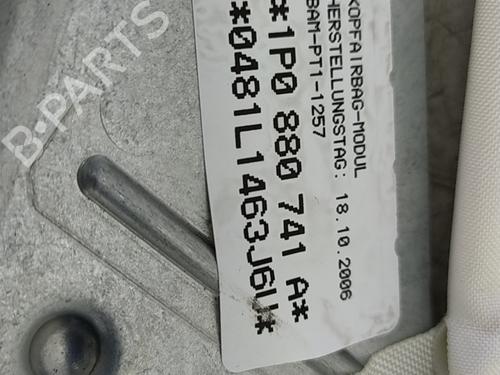 KOPFAIRBAG-MODUL
HERSTELLUNGSTAG: 18.10.2006
BAM-PT1-1257
*1P0 880 741 A*
*0481L1463J6U*
B-PARTS